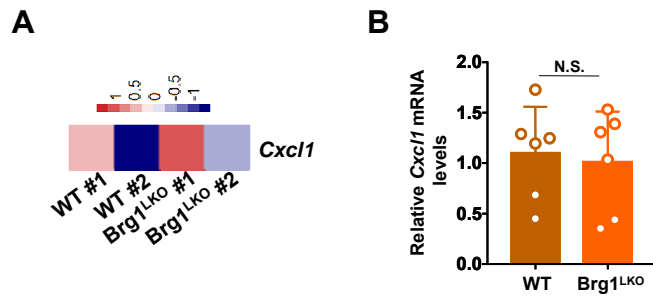 A
1
0.5
0
-0.5
-1
Cxcl1
WT #1
WT #2
Brg1LKO #1
Brg1LKO #2
B
N.S.
Relative Cxcl1 mRNA
levels
2.0
1.5
1.0
0.5
0.0
WT
Brg1LKO